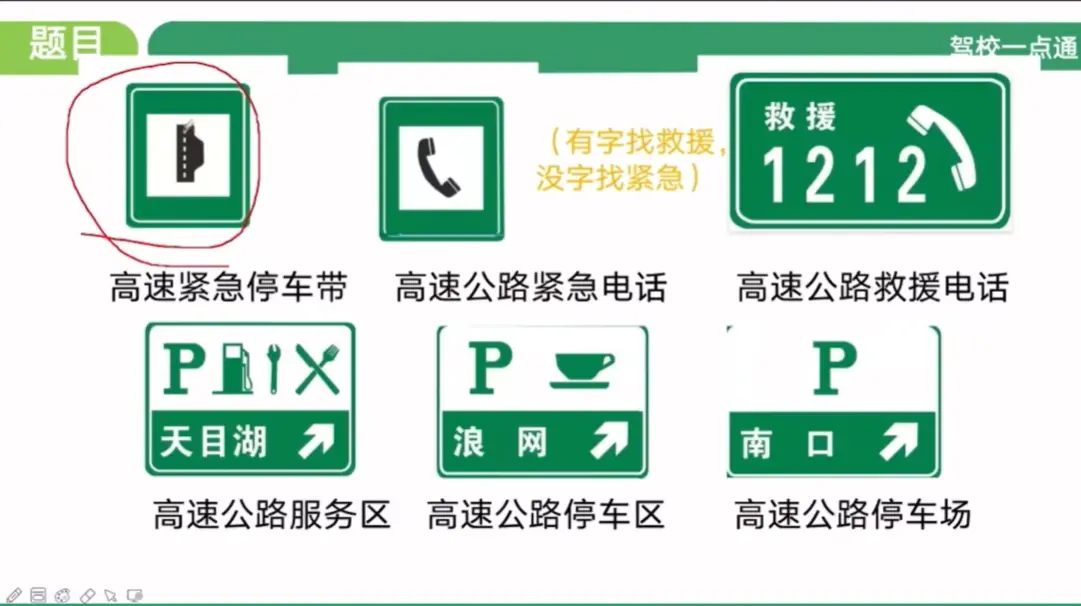 题目
驾校一点通
救援
1212
（有字找救援，
没字找紧急）
高速紧急停车带
高速公路紧急电话
高速公路救援电话
P
天目湖
P
浪网
P
南口
高速公路服务区
高速公路停车区
高速公路停车场